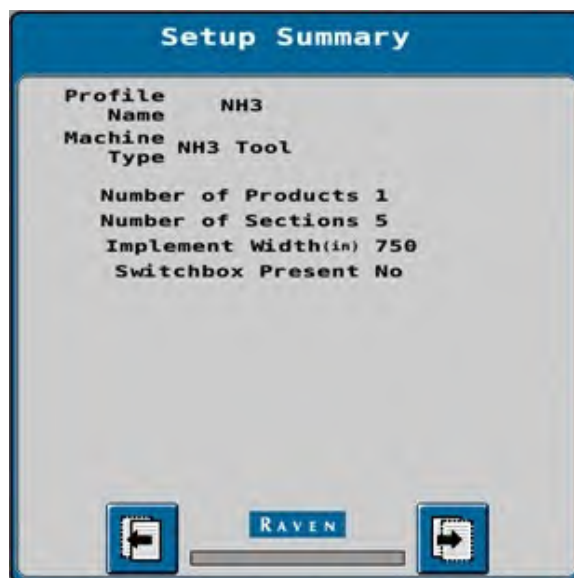 Setup Summary
Profile
Name NH3
Machine
Type NH3 Tool
Number of Products 1
Number of Sections 5
Implement Width(in) 750
Switchbox Present No
RAVEN